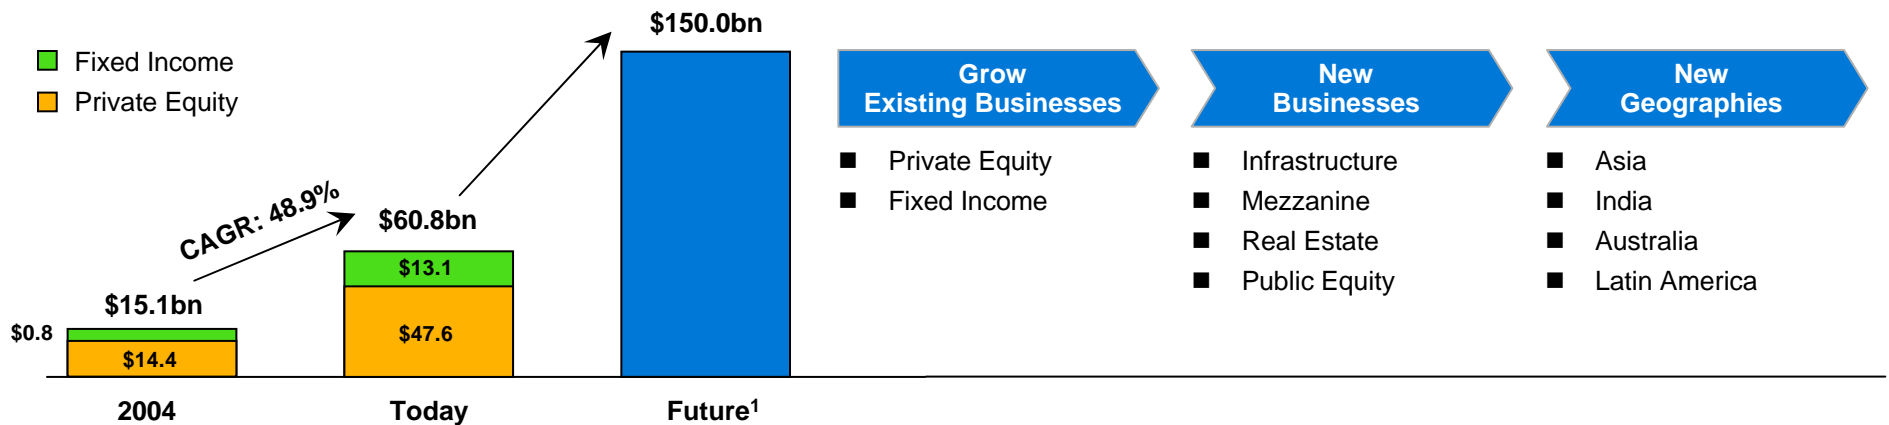 Fixed Income
Private Equity
$150.0bn
CAGR: 48.9%
$60.8bn
$13.1
$47.6
$15.1bn
$0.8
$14.4
2004
Today
Future1
Grow
Existing Businesses
■ Private Equity
■ Fixed Income
New
Businesses
■ Infrastructure
■ Mezzanine
■ Real Estate
■ Public Equity
New
Geographies
■ Asia
■ India
■ Australia
■ Latin America